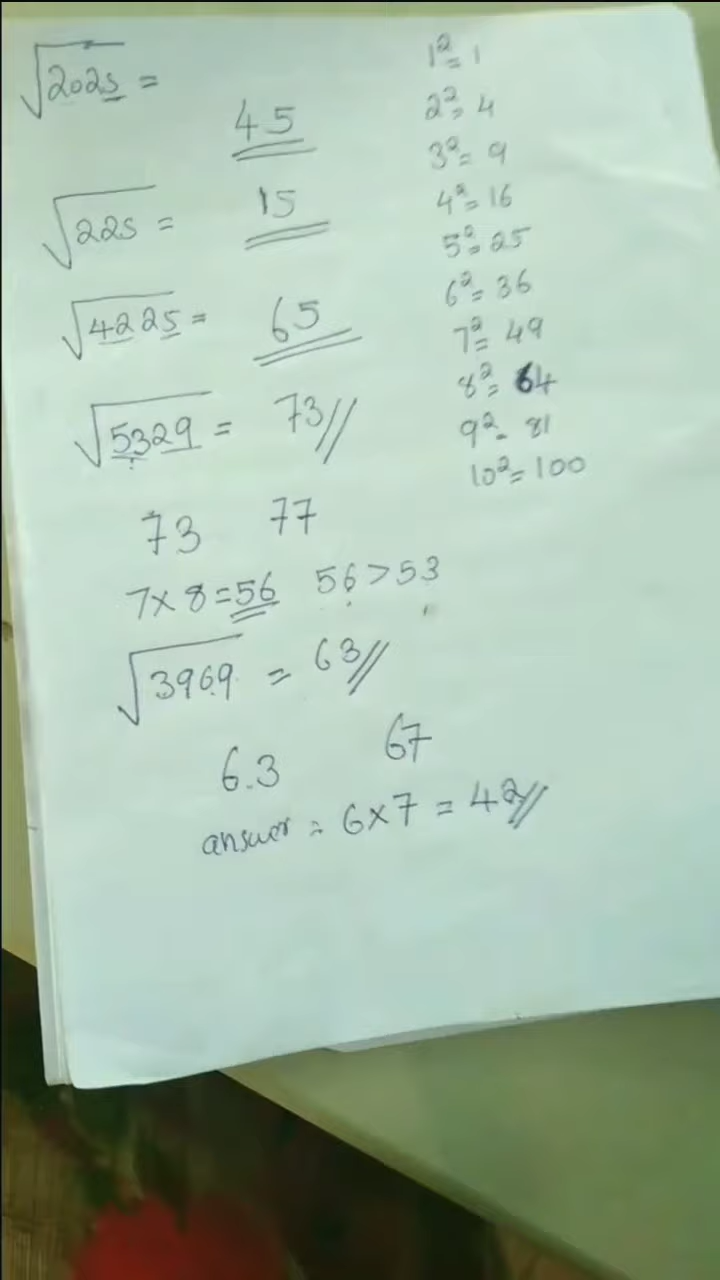 √2025 = 45
√225 = 15
√4225 = 65
√5329 = 73//
73 77
7×8=56 56>53
√3969 = 63//
6.3 67
answer = 6×7 = 42//
1²= 1
2²= 4
3²= 9
4²= 16
5²= 25
6²= 36
7²= 49
8²= 64
9²= 81
10²= 100